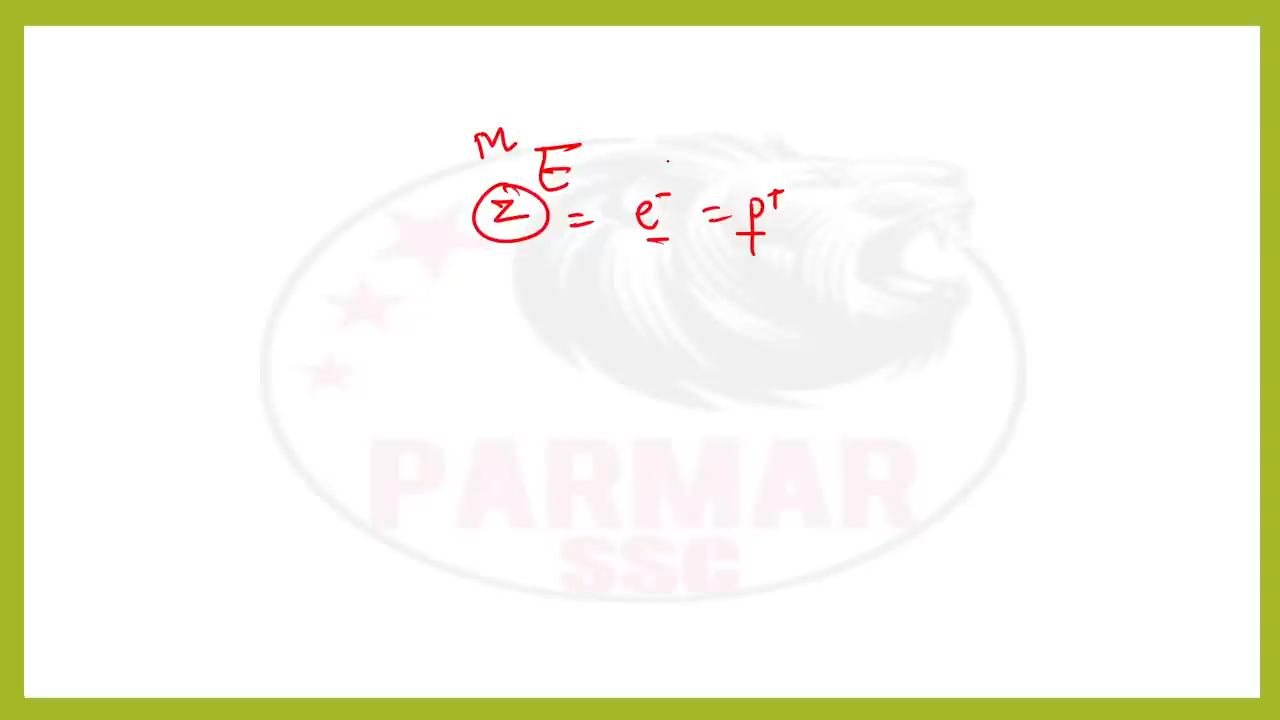 M
E
Z = e⁻ = p⁺
PARMAR
SSC